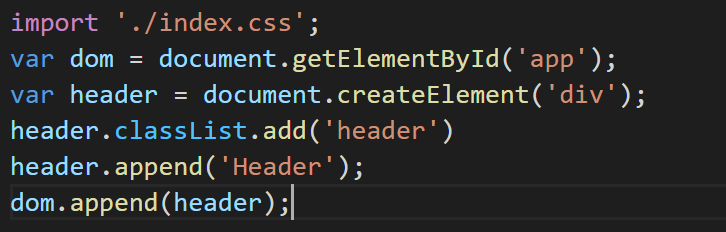 import './index.css';
var dom = document.getElementById('app');
var header = document.createElement('div');
header.classList.add('header')
header.append('Header');
dom.append(header);